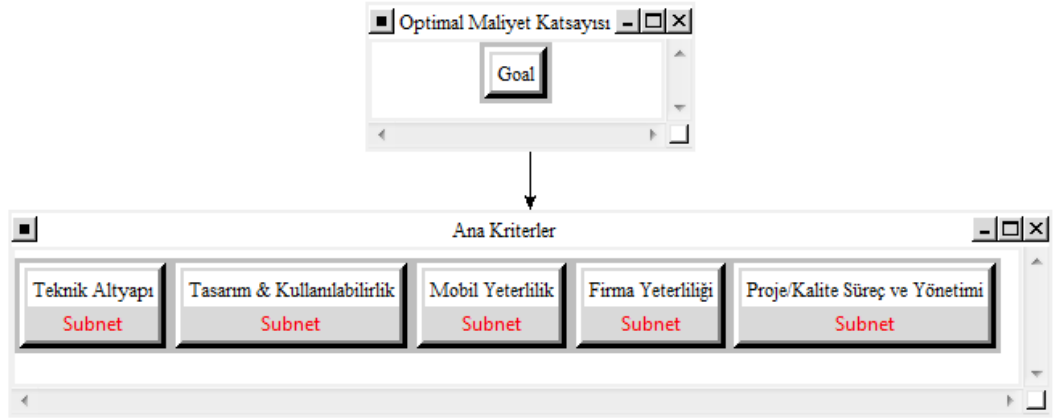 Optimal Maliyet Katsayısı
Goal
Ana Kriterler
Teknik Altyapı Tasarım & Kullanılabilirlik Mobil Yeterlilik Firma Yeterliliği Proje/Kalite Süreç ve Yönetimi
Subnet Subnet Subnet Subnet Subnet